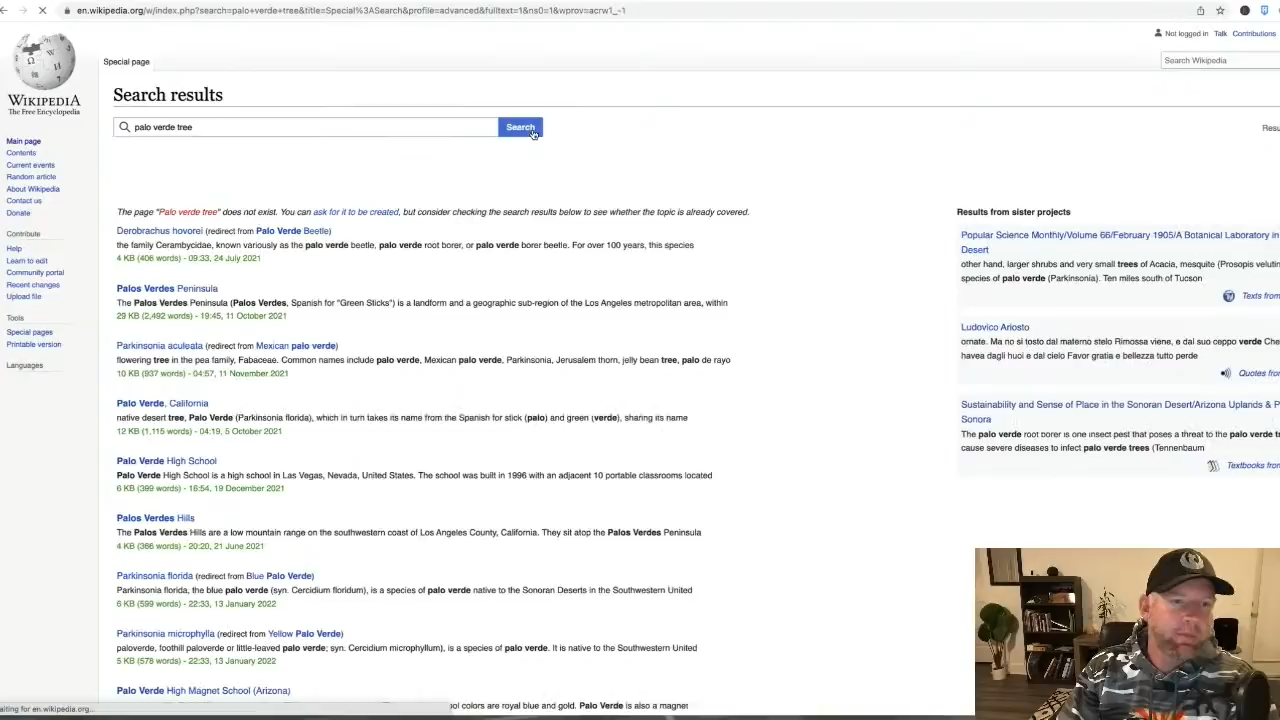 en.wikipedia.org/w/index.php?search=palo+verde+tree&title=Special%3ASearch&profile=advanced&fulltext=1&ns0=1&wprov=acrw1_-1
Not logged in Talk Contributions
Special page
Search Wikipedia
WIKIPEDIA
The Free Encyclopedia
Search results
palo verde tree
Search
Main page
Contents
Current events
Random article
About Wikipedia
Contact us
Donate
Contribute
Help
Learn to edit
Community portal
Recent changes
Upload file
Tools
Special pages
Printable version
Languages
The page "Palo verde tree" does not exist. You can ask for it to be created, but consider checking the search results below to see whether the topic is already covered.
Derobrachus hovorei (redirect from Palo Verde Beetle)
the family Cerambycidae, known variously as the palo verde beetle, palo verde root borer, or palo verde borer beetle. For over 100 years, this species
4 KB (406 words) - 09:33, 24 July 2021
Palos Verdes Peninsula
The Palos Verdes Peninsula (Palos Verdes, Spanish for "Green Sticks") is a landform and a geographic sub-region of the Los Angeles metropolitan area, within
29 KB (2,492 words) - 19:45, 11 October 2021
Parkinsonia aculeata (redirect from Mexican palo verde)
flowering tree in the pea family, Fabaceae. Common names include palo verde, Mexican palo verde, Parkinsonia, Jerusalem thorn, jelly bean tree, palo de rayo
10 KB (937 words) - 04:57, 11 November 2021
Palo Verde, California
native desert tree, Palo Verde (Parkinsonia florida), which in turn takes its name from the Spanish for stick (palo) and green (verde), sharing its name
12 KB (1,115 words) - 04:19, 5 October 2021
Palo Verde High School
Palo Verde High School is a high school in Las Vegas, Nevada, United States. The school was built in 1996 with an adjacent 10 portable classrooms located
6 KB (399 words) - 16:54, 19 December 2021
Palos Verdes Hills
The Palos Verdes Hills are a low mountain range on the southwestern coast of Los Angeles County, California. They sit atop the Palos Verdes Peninsula
4 KB (366 words) - 20:20, 21 June 2021
Parkinsonia florida (redirect from Blue Palo Verde)
Parkinsonia florida, the blue palo verde (syn. Cercidium floridum), is a species of palo verde native to the Sonoran Deserts in the Southwestern United
6 KB (599 words) - 22:33, 13 January 2022
Parkinsonia microphylla (redirect from Yellow Palo Verde)
paloverde, foothill paloverde or little-leaved palo verde; syn. Cercidium microphyllum), is a species of palo verde. It is native to the Southwestern United
5 KB (578 words) - 22:33, 13 January 2022
Palo Verde High Magnet School (Arizona)
ol colors are royal blue and gold. Palo Verde is also a magnet
aiting for en.wikipedia.org...
Resu
Results from sister projects
Popular Science Monthly/Volume 66/February 1905/A Botanical Laboratory in
Desert
other hand, larger shrubs and very small trees of Acacia, mesquite (Prosopis velutin
species of palo verde (Parkinsonia). Ten miles south of Tucson
Texts from
Ludovico Ariosto
ornate. Ma no si tosto dal materno stelo Rimossa viene, e dal suo ceppo verde Che
havea dagli huoi e dal cielo Favor gratia e bellezza tutto perde
Quotes from
Sustainability and Sense of Place in the Sonoran Desert/Arizona Uplands & P
Sonora
The palo verde root borer is one insect pest that poses a threat to the palo verde tr
cause severe diseases to infect palo verde trees (Tennenbaum
Textbooks from